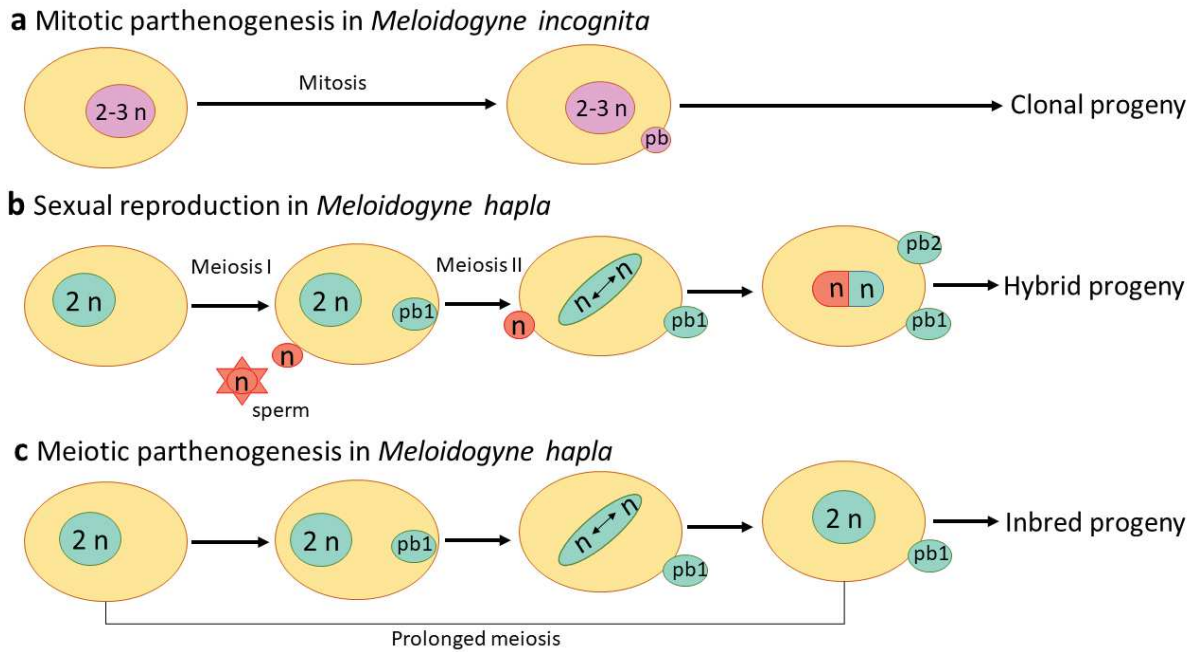 a Mitotic parthenogenesis in Meloidogyne incognita
2-3 n
Mitosis
2-3 n
pb
Clonal progeny
b Sexual reproduction in Meloidogyne hapla
2 n
Meiosis I
2 n
pb1
n
n
sperm
Meiosis II
n
n
n
pb1
n
n
pb2
pb1
Hybrid progeny
c Meiotic parthenogenesis in Meloidogyne hapla
2 n
2 n
pb1
n
n
pb1
2 n
pb1
Inbred progeny
Prolonged meiosis